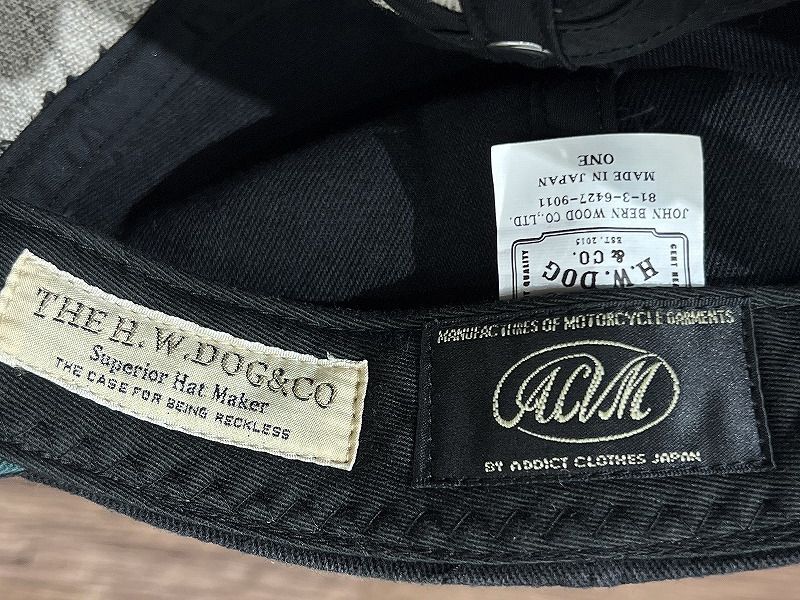 THE H.W.DOG&CO
Superior Hat Maker
THE CASE FOR BEING RECKLESS
MANUFACTURES OF MOTORCYCLE GARMENTS
ACVM
BY ADDICT CLOTHES JAPAN
H.W.DOG
& CO.
EST. 2015
JOHN BERN WOOD CO.,LTD.
81-3-6427-9011
MADE IN JAPAN
ONE